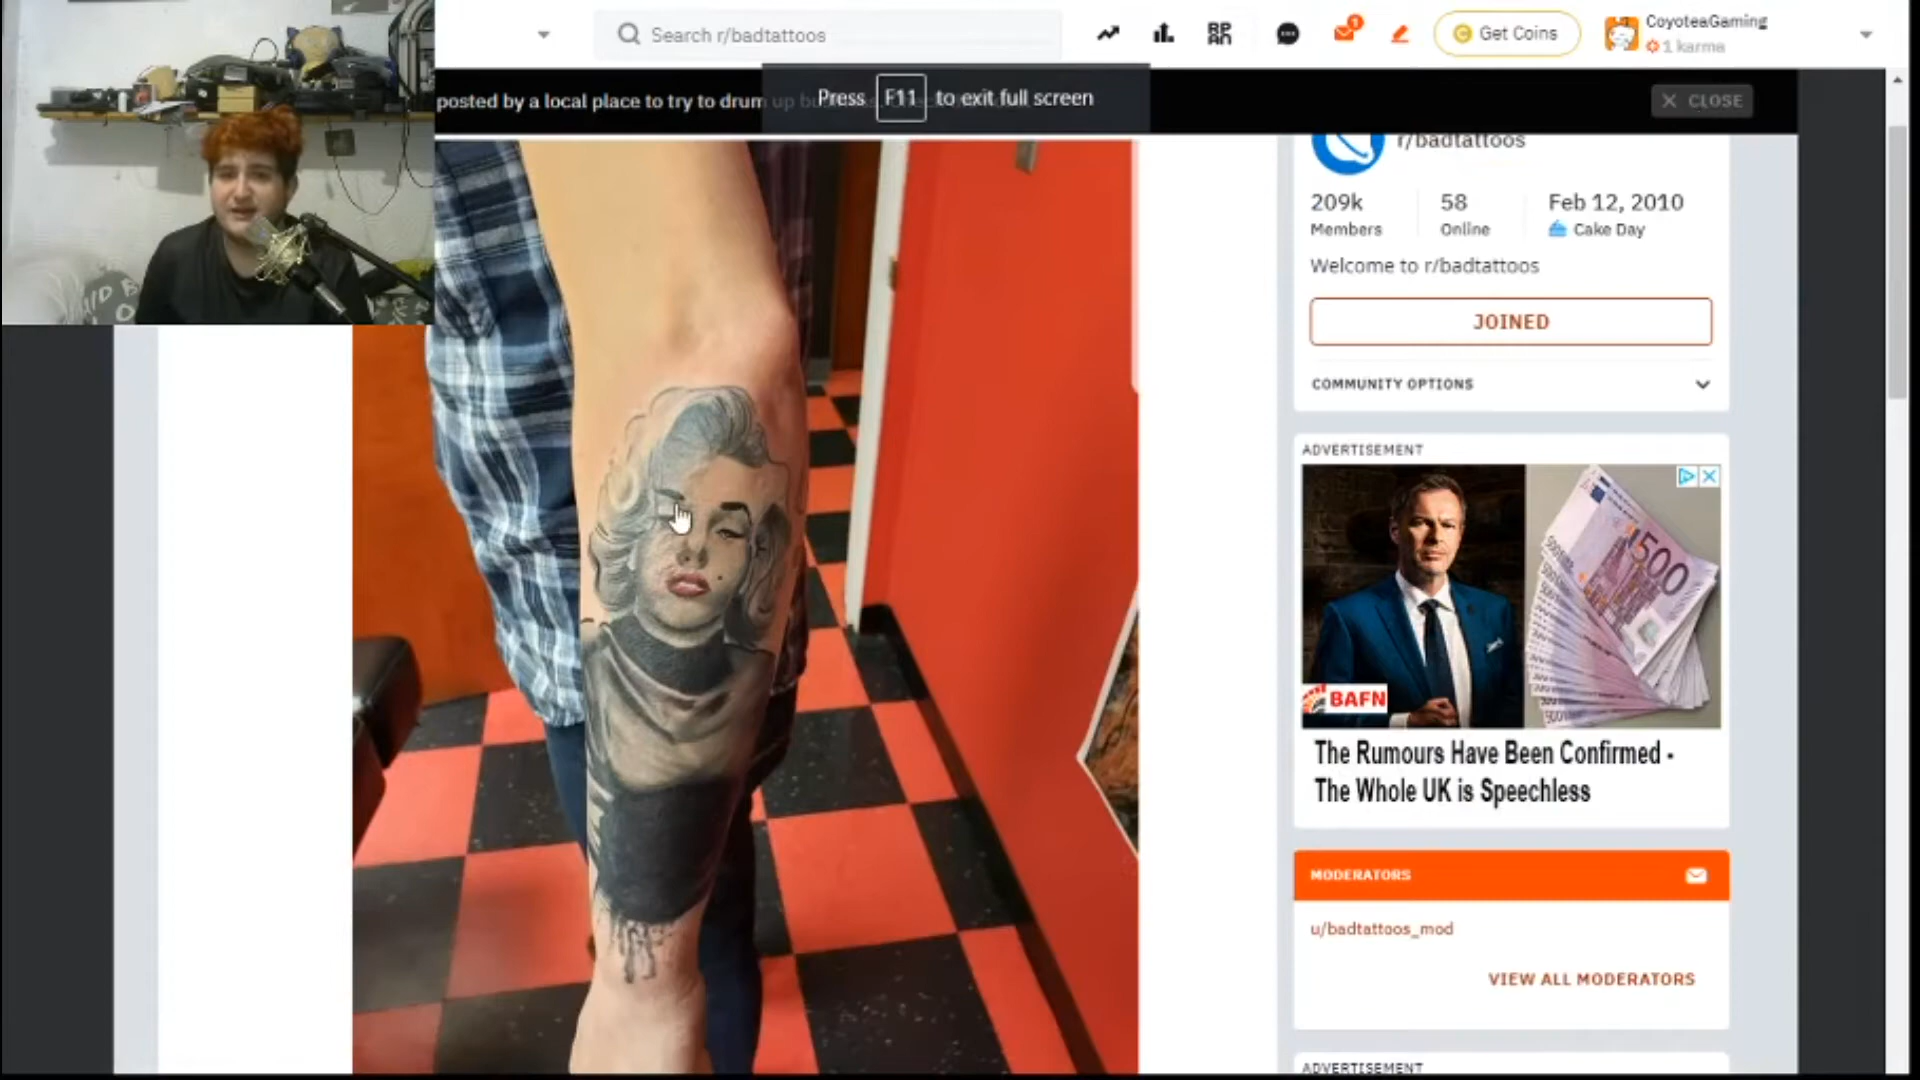 Search r/badtattoos
1
Get Coins
CoyoteaGaming
1 karma
posted by a local place to try to drum up
Press F11 to exit full screen
CLOSE
r/badtattoos
209k
58
Feb 12, 2010
Members
Online
Cake Day
Welcome to r/badtattoos
JOINED
COMMUNITY OPTIONS
ADVERTISEMENT
500
BAFN
The Rumours Have Been Confirmed -
The Whole UK is Speechless
MODERATORS
u/badtattoos_mod
VIEW ALL MODERATORS
ADVERTISEMENT